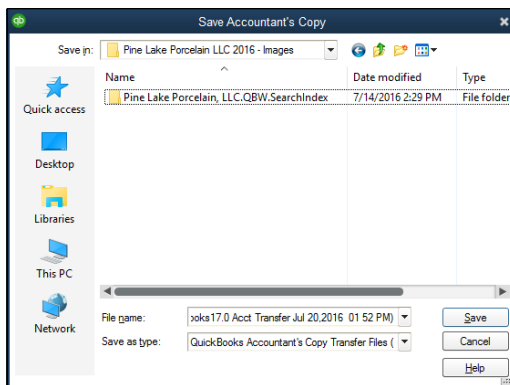 qb
Save Accountant's Copy
Save in:
Pine Lake Porcelain LLC 2016 - Images
Name
Date modified
Type
Pine Lake Porcelain, LLC.QBW.SearchIndex
7/14/2016 2:29 PM
File folder
Quick access
Desktop
Libraries
This PC
Network
File name:
ooks17.0 Acct Transfer Jul 20,2016 01 52 PM)
Save
Save as type:
QuickBooks Accountant's Copy Transfer Files (
Cancel
Help